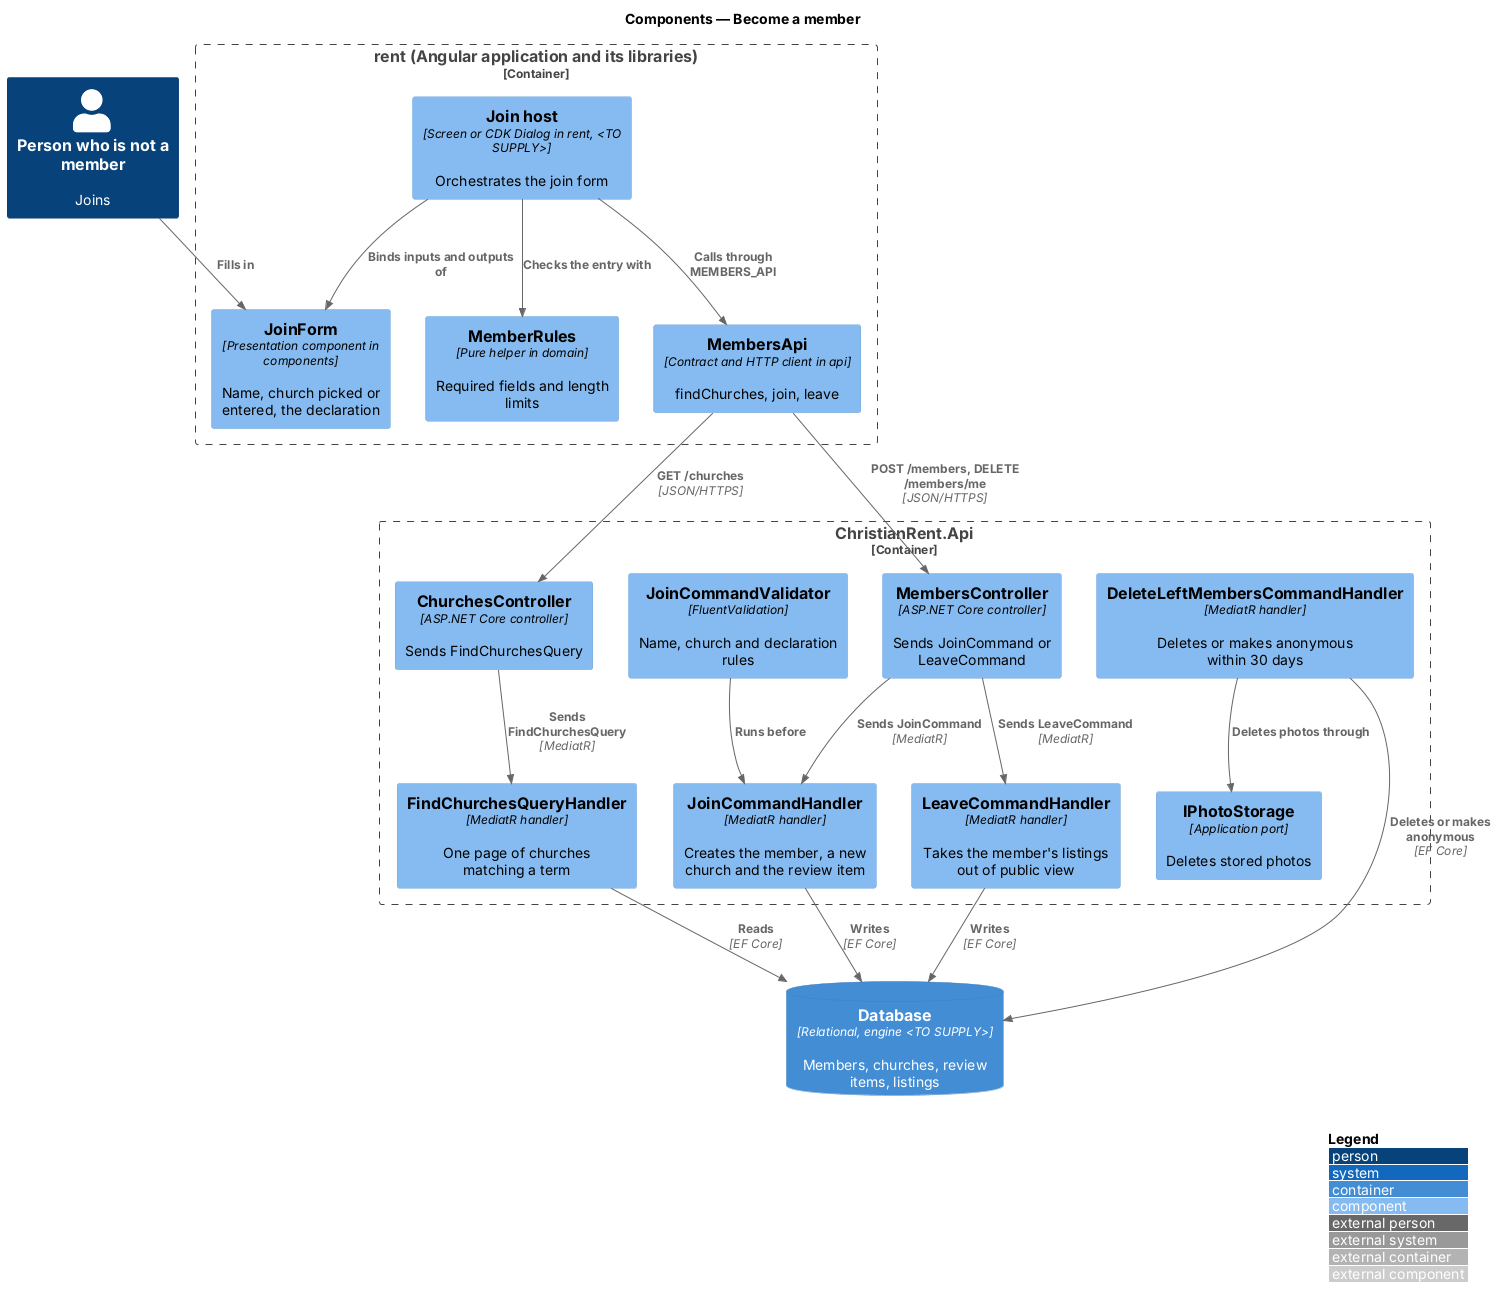 Components — Become a member
rent (Angular application and its libraries)
[Container]
Person who is not a
member
Joins
Join host
[Screen or CDK Dialog in rent, <TO
SUPPLY>]
Orchestrates the join form
Fills in
Binds inputs and outputs
of
Checks the entry with
Calls through
MEMBERS_API
JoinForm
[Presentation component in
components]
Name, church picked or
entered, the declaration
MemberRules
[Pure helper in domain]
Required fields and length
limits
MembersApi
[Contract and HTTP client in api]
findChurches, join, leave
GET /churches
[JSON/HTTPS]
POST /members, DELETE
/members/me
[JSON/HTTPS]
ChristianRent.Api
[Container]
ChurchesController
[ASP.NET Core controller]
Sends FindChurchesQuery
JoinCommandValidator
[FluentValidation]
Name, church and declaration
rules
MembersController
[ASP.NET Core controller]
Sends JoinCommand or
LeaveCommand
DeleteLeftMembersCommandHandler
[MediatR handler]
Deletes or makes anonymous
within 30 days
Sends
FindChurchesQuery
[MediatR]
Runs before
Sends JoinCommand
[MediatR]
Sends LeaveCommand
[MediatR]
Deletes photos through
Deletes or makes
anonymous
[EF Core]
FindChurchesQueryHandler
[MediatR handler]
One page of churches
matching a term
JoinCommandHandler
[MediatR handler]
Creates the member, a new
church and the review item
LeaveCommandHandler
[MediatR handler]
Takes the member's listings
out of public view
IPhotoStorage
[Application port]
Deletes stored photos
Reads
[EF Core]
Writes
[EF Core]
Writes
[EF Core]
Database
[Relational, engine <TO SUPPLY>]
Members, churches, review
items, listings
Legend
person
system
container
component
external person
external system
external container
external component